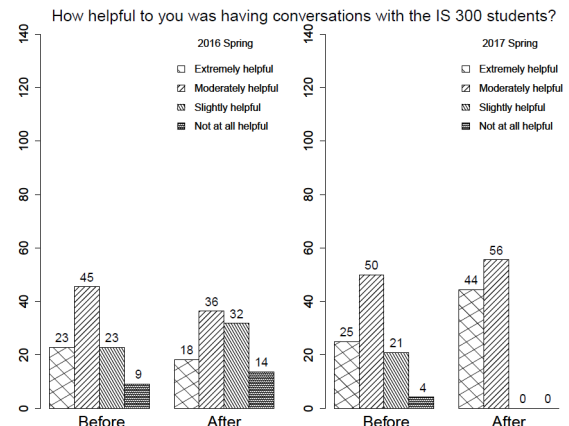 How helpful to you was having conversations with the IS 300 students?
2016 Spring
Extremely helpful
Moderately helpful
Slightly helpful
Not at all helpful
140
120
100
80
60
40
20
0
23
45
23
9
18
36
32
14
Before
After
2017 Spring
Extremely helpful
Moderately helpful
Slightly helpful
Not at all helpful
140
120
100
80
60
40
20
0
25
50
21
4
44
56
0
0
Before
After